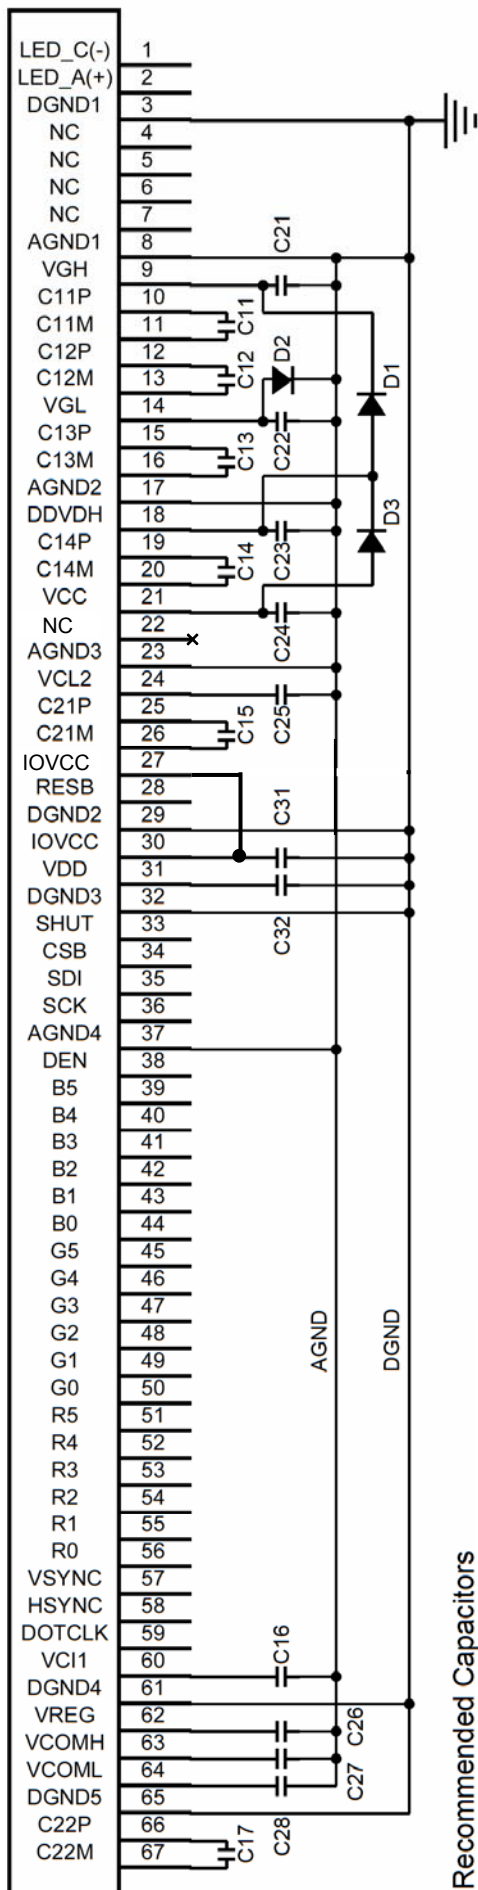 LED_C(-) 1
LED_A(+) 2
DGND1 3
NC 4
NC 5
NC 6
NC 7
AGND1 8
C21
VGH 9
C11P 10
C11M 11
C11
C12P 12
C12M 13
C12
D2
D1
VGL 14
C22
C13P 15
C13M 16
C13
AGND2 17
DDVDH 18
C23
D3
C14P 19
C14M 20
C14
VCC 21
C24
NC 22
AGND3 23
VCL2 24
C25
C21P 25
C21M 26
C15
IOVCC 27
RESB 28
C31
DGND2 29
IOVCC 30
VDD 31
DGND3 32
C32
SHUT 33
CSB 34
SDI 35
SCK 36
AGND4 37
DEN 38
B5 39
B4 40
B3 41
B2 42
B1 43
B0 44
G5 45
G4 46
G3 47
G2 48
G1 49
G0 50
AGND
DGND
R5 51
R4 52
R3 53
R2 54
R1 55
R0 56
VSYNC 57
HSYNC 58
DOTCLK 59
VCI1 60
C16
DGND4 61
VREG 62
C26
VCOMH 63
C27
VCOML 64
C28
DGND5 65
C22P 66
C22M 67
C17
Recommended Capacitors